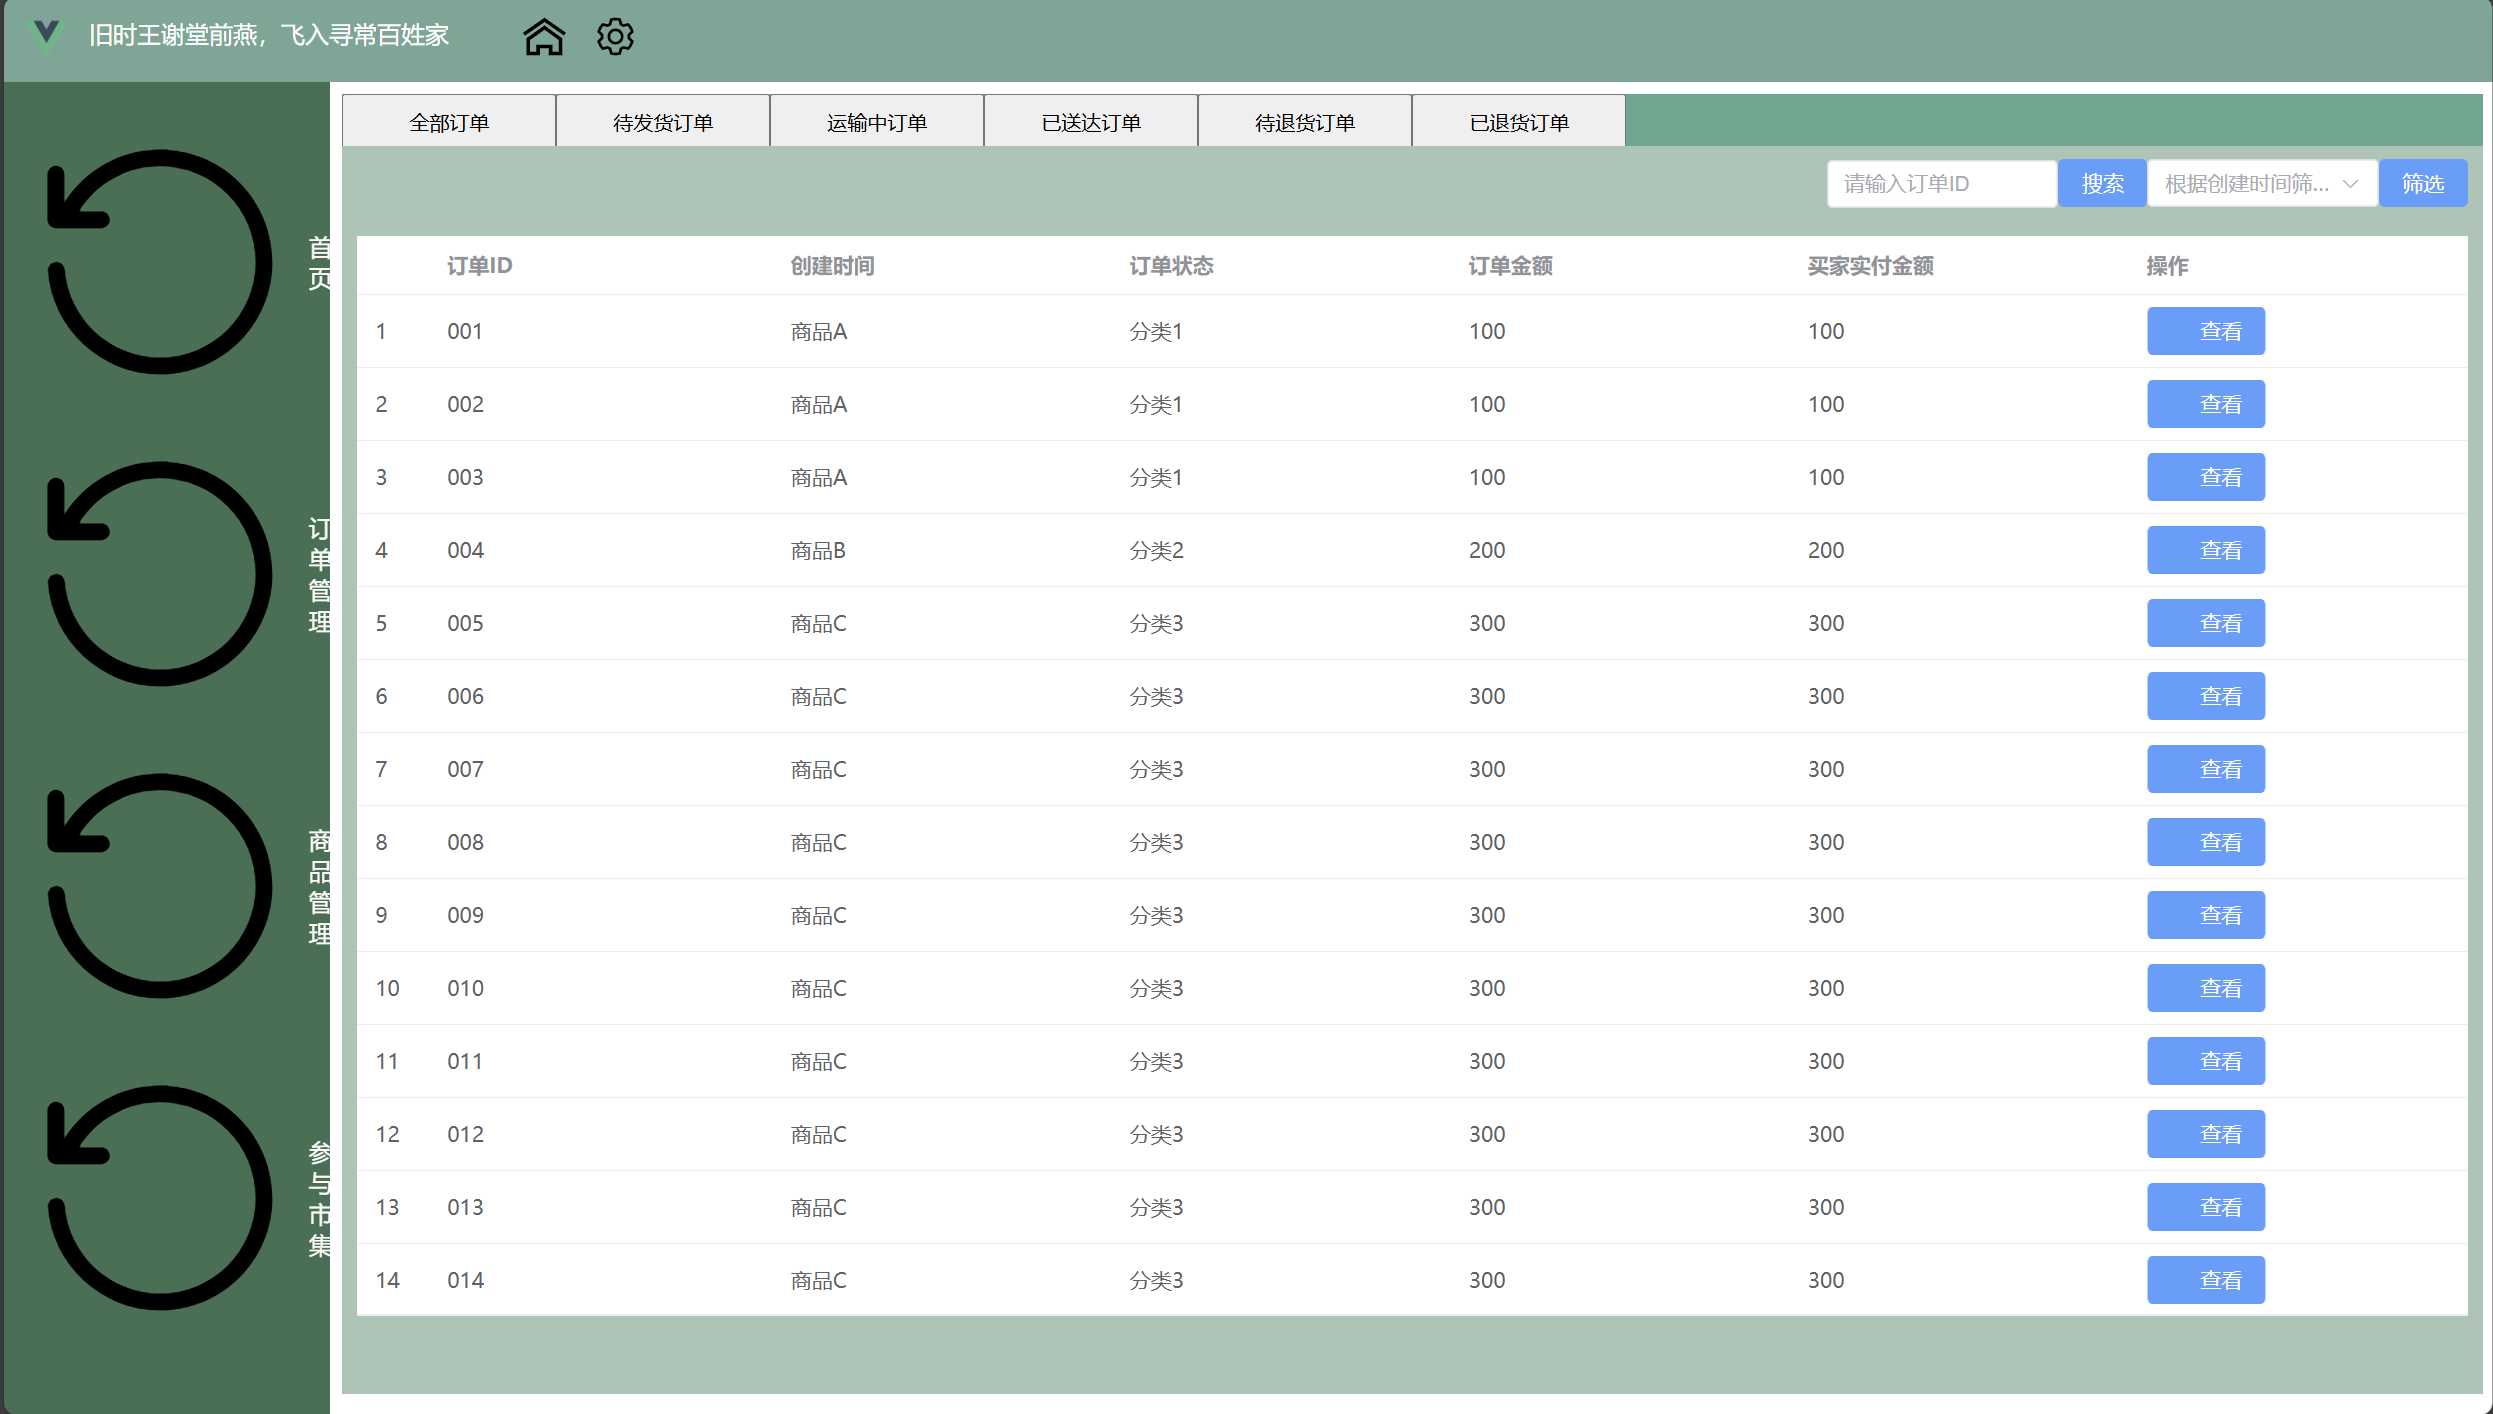 旧时王谢堂前燕，飞入寻常百姓家
首页
订单管理
商品管理
参与市集
全部订单 待发货订单 运输中订单 已送达订单 待退货订单 已退货订单
请输入订单ID 搜索 根据创建时间筛... 筛选
订单ID 创建时间 订单状态 订单金额 买家实付金额 操作
1 001 商品A 分类1 100 100 查看
2 002 商品A 分类1 100 100 查看
3 003 商品A 分类1 100 100 查看
4 004 商品B 分类2 200 200 查看
5 005 商品C 分类3 300 300 查看
6 006 商品C 分类3 300 300 查看
7 007 商品C 分类3 300 300 查看
8 008 商品C 分类3 300 300 查看
9 009 商品C 分类3 300 300 查看
10 010 商品C 分类3 300 300 查看
11 011 商品C 分类3 300 300 查看
12 012 商品C 分类3 300 300 查看
13 013 商品C 分类3 300 300 查看
14 014 商品C 分类3 300 300 查看